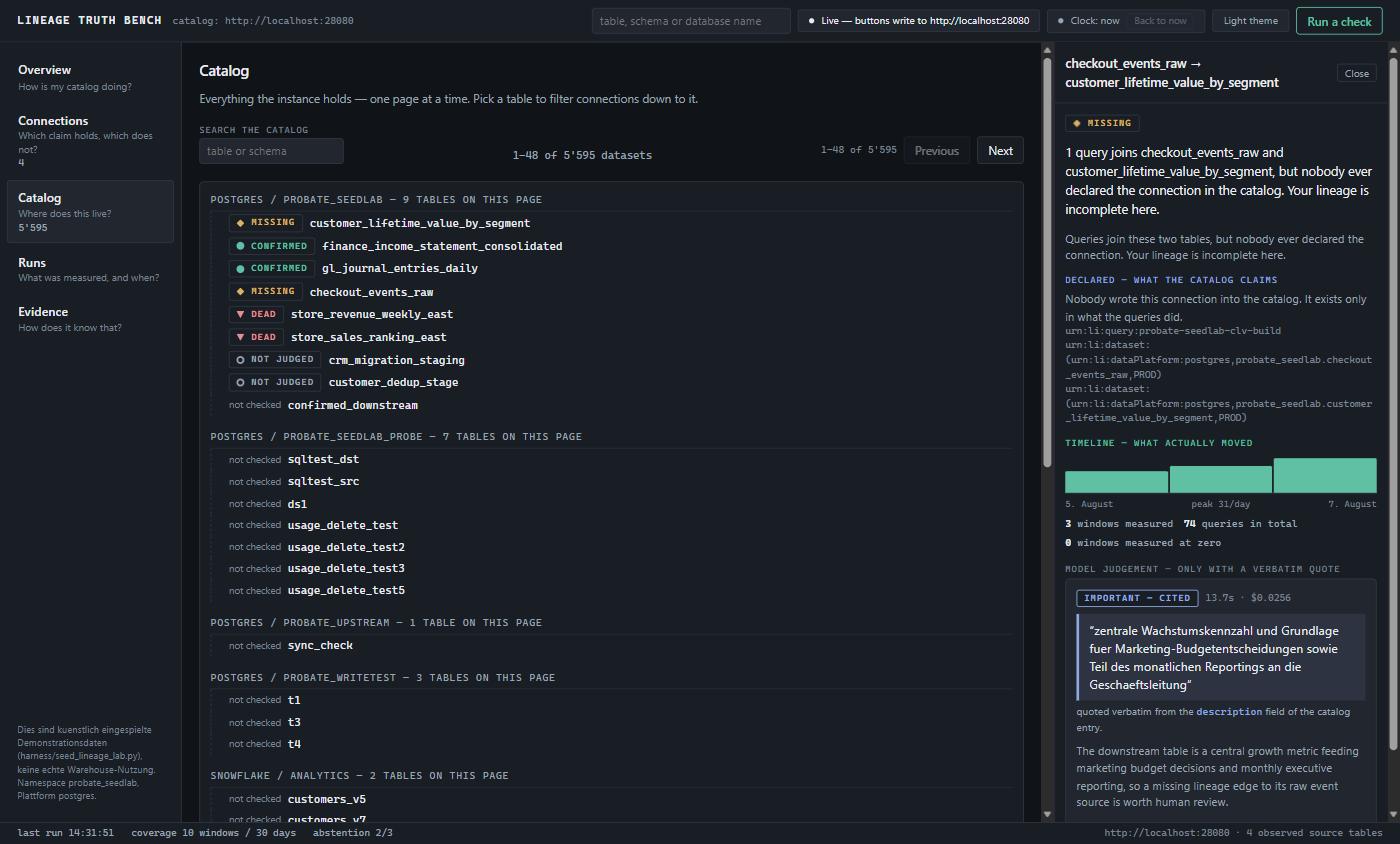 LINEAGE TRUTH BENCH catalog: http://localhost:28080
table, schema or database name
Live — buttons write to http://localhost:28080
Clock: now Back to now
Light theme
Run a check
Overview
How is my catalog doing?
Connections
Which claim holds, which does
not?
4
Catalog
Where does this live?
5'595
Runs
What was measured, and when?
Evidence
How does it know that?
Dies sind kuenstlich eingespielte
Demonstrationsdaten
(harness/seed_lineage_lab.py),
keine echte Warehouse-Nutzung.
Namespace probate_seedlab,
Plattform postgres.
Catalog
Everything the instance holds — one page at a time. Pick a table to filter connections down to it.
SEARCH THE CATALOG
table or schema
1–48 of 5'595 datasets
1–48 of 5'595 Previous Next
POSTGRES / PROBATE_SEEDLAB — 9 TABLES ON THIS PAGE
MISSING customer_lifetime_value_by_segment
CONFIRMED finance_income_statement_consolidated
CONFIRMED gl_journal_entries_daily
MISSING checkout_events_raw
DEAD store_revenue_weekly_east
DEAD store_sales_ranking_east
NOT JUDGED crm_migration_staging
NOT JUDGED customer_dedup_stage
not checked confirmed_downstream
POSTGRES / PROBATE_SEEDLAB_PROBE — 7 TABLES ON THIS PAGE
not checked sqltest_dst
not checked sqltest_src
not checked ds1
not checked usage_delete_test
not checked usage_delete_test2
not checked usage_delete_test3
not checked usage_delete_test5
POSTGRES / PROBATE_UPSTREAM — 1 TABLE ON THIS PAGE
not checked sync_check
POSTGRES / PROBATE_WRITETEST — 3 TABLES ON THIS PAGE
not checked t1
not checked t3
not checked t4
SNOWFLAKE / ANALYTICS — 2 TABLES ON THIS PAGE
not checked customers_v5
not checked customers_v7
checkout_events_raw →
customer_lifetime_value_by_segment
Close
MISSING
1 query joins checkout_events_raw and
customer_lifetime_value_by_segment, but nobody ever
declared the connection in the catalog. Your lineage is
incomplete here.
Queries join these two tables, but nobody ever declared the
connection. Your lineage is incomplete here.
DECLARED — WHAT THE CATALOG CLAIMS
Nobody wrote this connection into the catalog. It exists only
in what the queries did.
urn:li:query:probate-seedlab-clv-build
urn:li:dataset:
(urn:li:dataPlatform:postgres,probate_seedlab.checkout
_events_raw,PROD)
urn:li:dataset:
(urn:li:dataPlatform:postgres,probate_seedlab.customer
_lifetime_value_by_segment,PROD)
TIMELINE — WHAT ACTUALLY MOVED
5. August peak 31/day 7. August
3 windows measured 74 queries in total
0 windows measured at zero
MODEL JUDGEMENT — ONLY WITH A VERBATIM QUOTE
IMPORTANT — CITED 13.7s · $0.0256
"zentrale Wachstumskennzahl und Grundlage
fuer Marketing-Budgetentscheidungen sowie
Teil des monatlichen Reportings an die
Geschaeftsleitung"
quoted verbatim from the description field of the catalog
entry.
The downstream table is a central growth metric feeding
marketing budget decisions and monthly executive
reporting, so a missing lineage edge to its raw event
source is worth human review.
last run 14:31:51 coverage 10 windows / 30 days abstention 2/3
http://localhost:28080 · 4 observed source tables